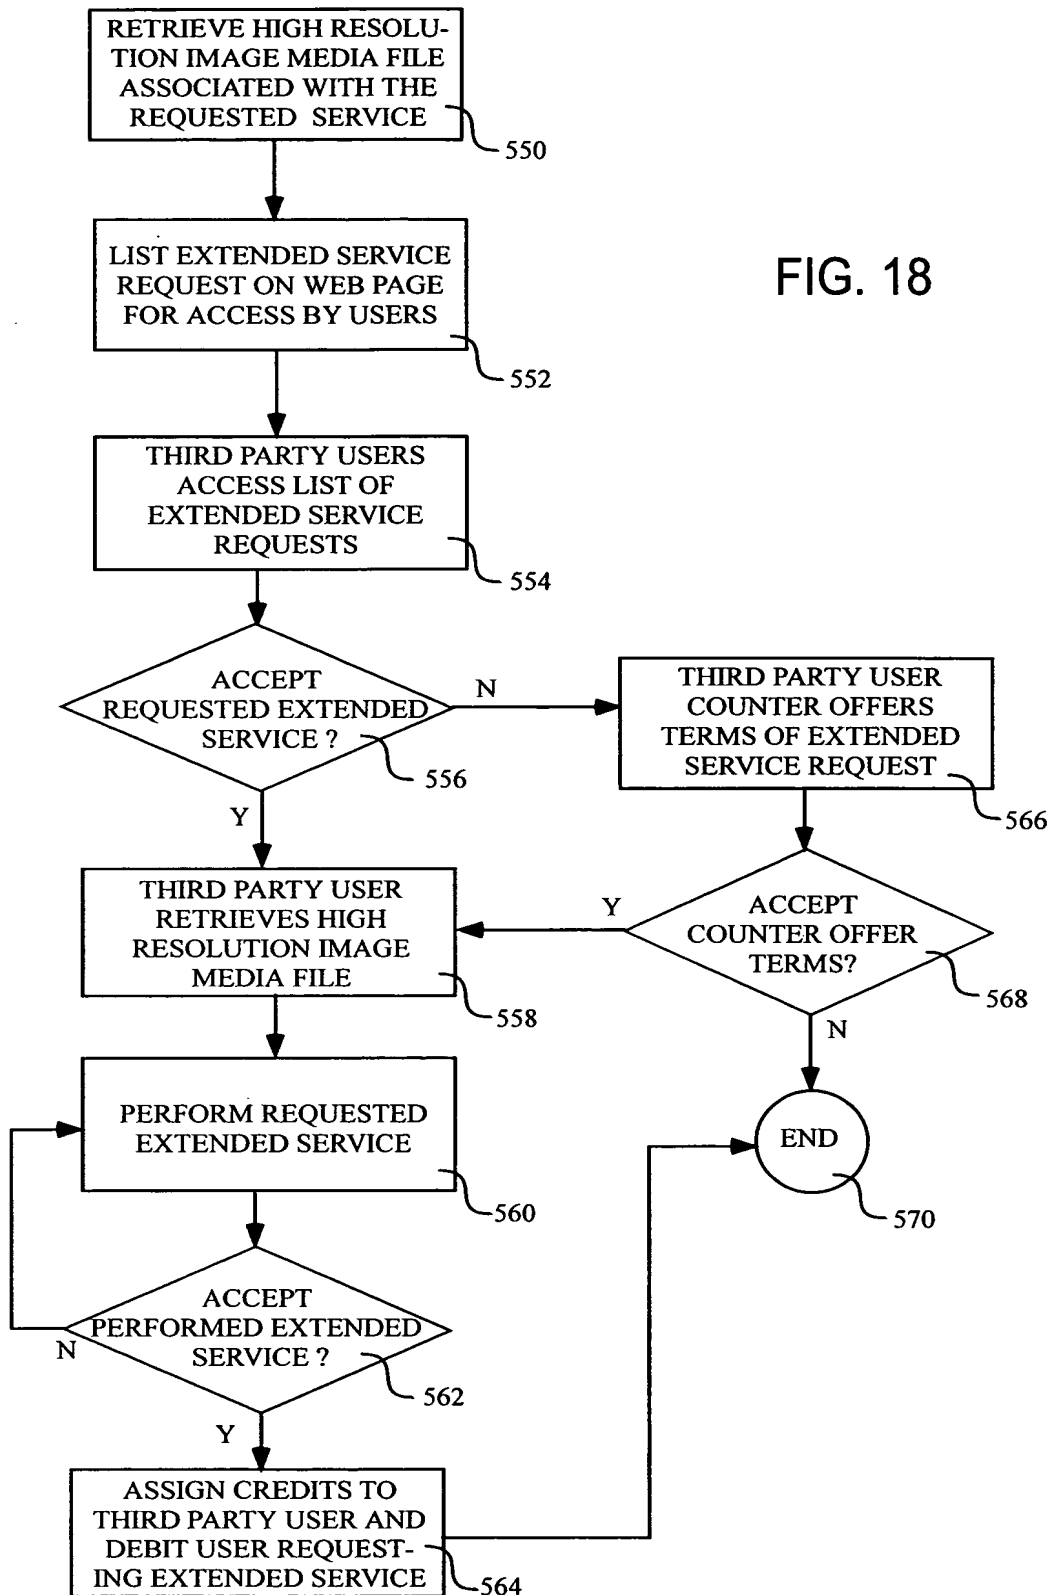 RETRIEVE HIGH RESOLU-
TION IMAGE MEDIA FILE
ASSOCIATED WITH THE
REQUESTED SERVICE
550
LIST EXTENDED SERVICE
REQUEST ON WEB PAGE
FOR ACCESS BY USERS
552
FIG. 18
THIRD PARTY USERS
ACCESS LIST OF
EXTENDED SERVICE
REQUESTS
554
ACCEPT
REQUESTED EXTENDED
SERVICE ?
556
N
Y
THIRD PARTY USER
COUNTER OFFERS
TERMS OF EXTENDED
SERVICE REQUEST
566
THIRD PARTY USER
RETRIEVES HIGH
RESOLUTION IMAGE
MEDIA FILE
558
Y
ACCEPT
COUNTER OFFER
TERMS?
568
N
PERFORM REQUESTED
EXTENDED SERVICE
560
END
570
ACCEPT
PERFORMED EXTENDED
SERVICE ?
562
N
Y
ASSIGN CREDITS TO
THIRD PARTY USER AND
DEBIT USER REQUEST-
ING EXTENDED SERVICE
564